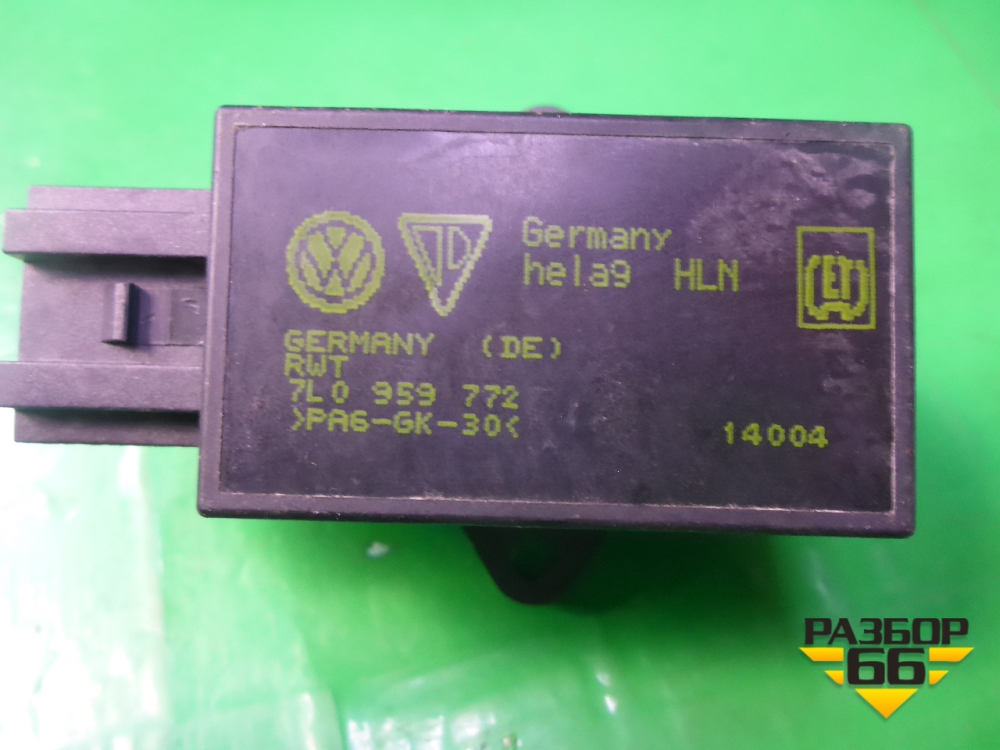 Germany
hela9 HLN
GERMANY (DE)
RWT
7L0 959 772
>PA6-GK-30<
14004
РАЗБОР
66